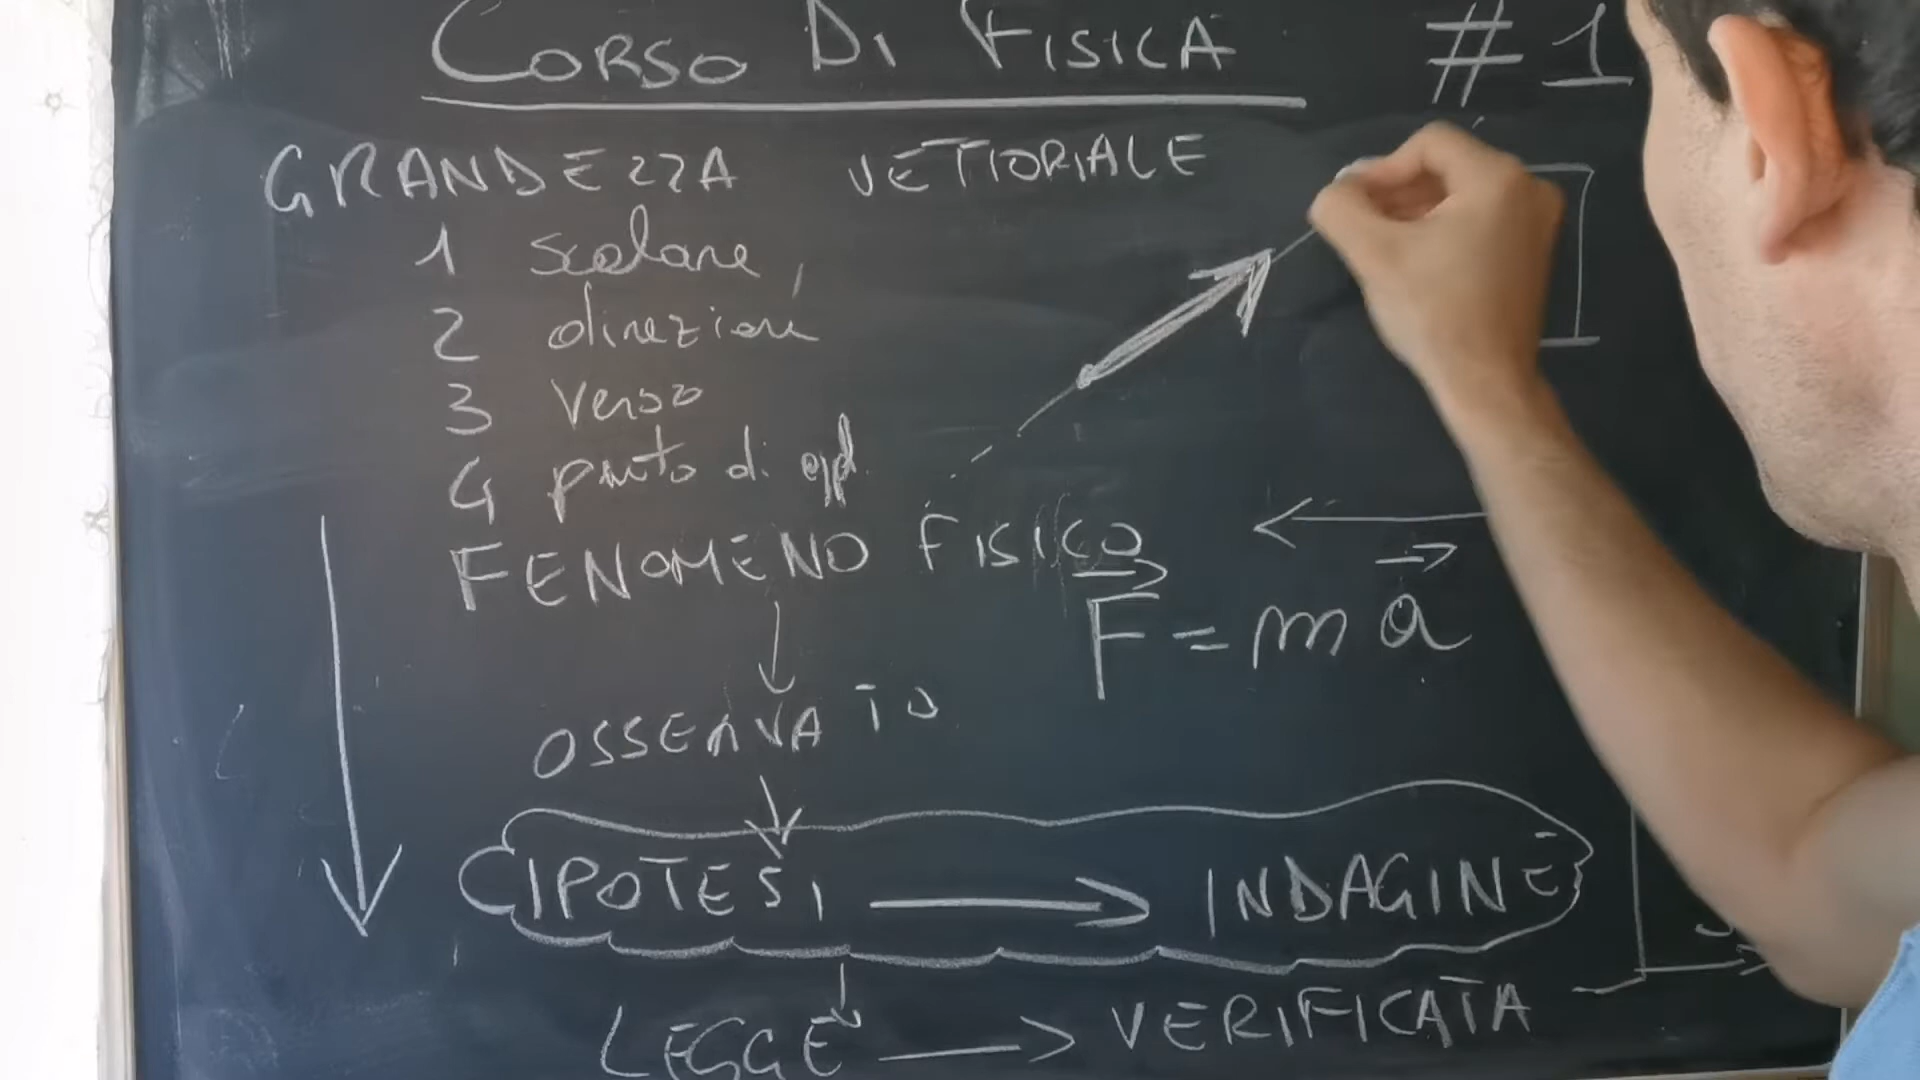 CORSO DI FISICA #1
GRANDEZZA VETTORIALE
1 scalare,
2 direzione
3 verso
4 punto di appl.
FENOMENO FISICO
F = m a
OSSERVATO
IPOTESI → INDAGINE
LEGGE → VERIFICATA